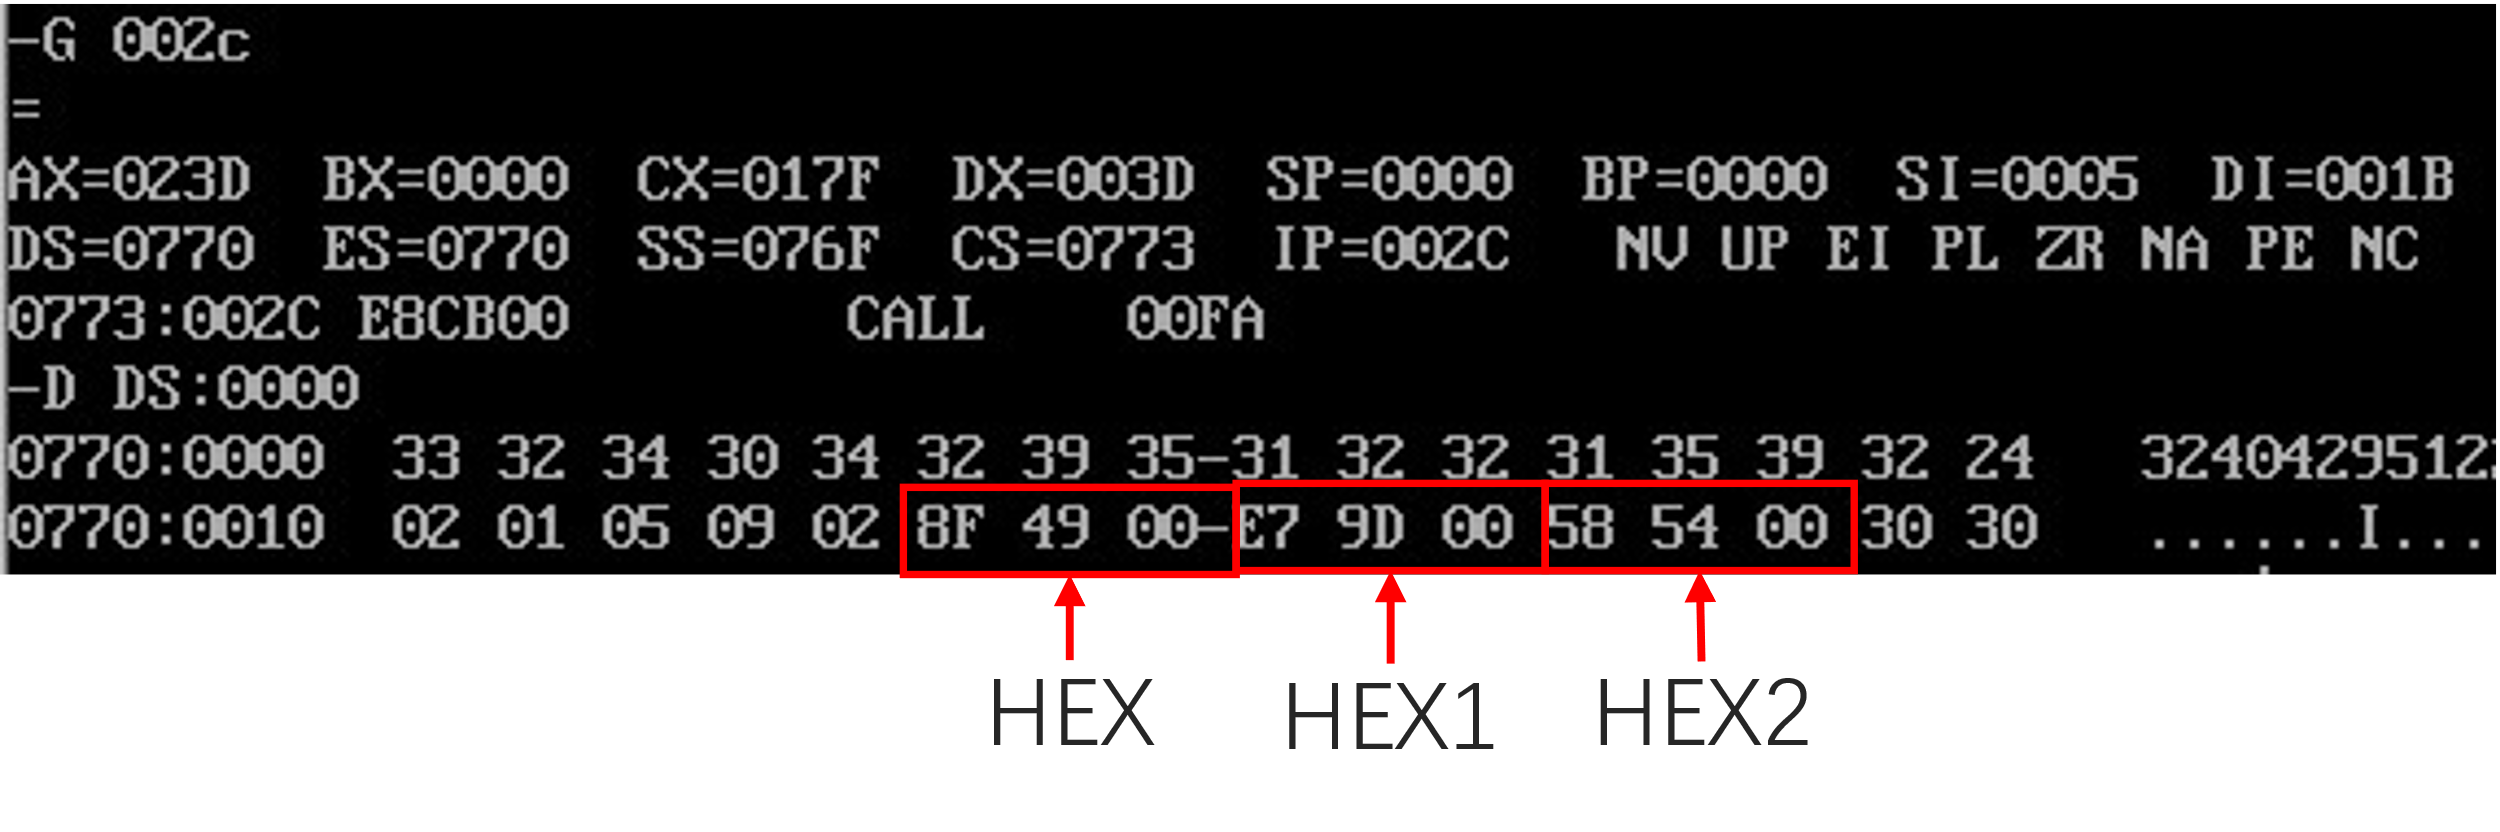 -G 002c
=
AX=023D  BX=0000  CX=017F  DX=003D  SP=0000  BP=0000  SI=0005  DI=001B
DS=0770  ES=0770  SS=076F  CS=0773  IP=002C   NV UP EI PL ZR NA PE NC
0773:002C E8CB00        CALL    00FA
-D DS:0000
0770:0000  33 32 34 30 34 32 39 35-31 32 32 31 35 39 32 24   32404295122
0770:0010  02 01 05 09 02 8F 49 00-E7 9D 00 58 54 00 30 30   ......I...
HEX HEX1 HEX2